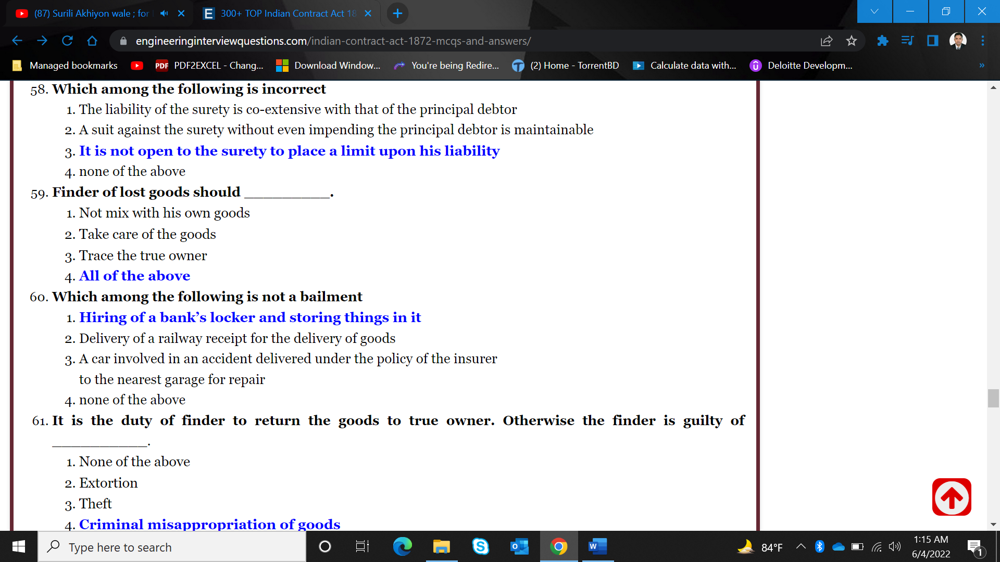 (87) Surili Akhiyon wale ; for
300+ TOP Indian Contract Act 18
engineeringinterviewquestions.com/indian-contract-act-1872-mcqs-and-answers/
Managed bookmarks
PDF PDF2EXCEL - Chang...
Download Window...
You're being Redire...
(2) Home - TorrentBD
Calculate data with...
Deloitte Developm...
»
58. Which among the following is incorrect
1. The liability of the surety is co-extensive with that of the principal debtor
2. A suit against the surety without even impending the principal debtor is maintainable
3. It is not open to the surety to place a limit upon his liability
4. none of the above
59. Finder of lost goods should __________.
1. Not mix with his own goods
2. Take care of the goods
3. Trace the true owner
4. All of the above
60. Which among the following is not a bailment
1. Hiring of a bank’s locker and storing things in it
2. Delivery of a railway receipt for the delivery of goods
3. A car involved in an accident delivered under the policy of the insurer
to the nearest garage for repair
4. none of the above
61. It is the duty of finder to return the goods to true owner. Otherwise the finder is guilty of
___________.
1. None of the above
2. Extortion
3. Theft
4. Criminal misappropriation of goods
Type here to search
84°F
1:15 AM
6/4/2022
1